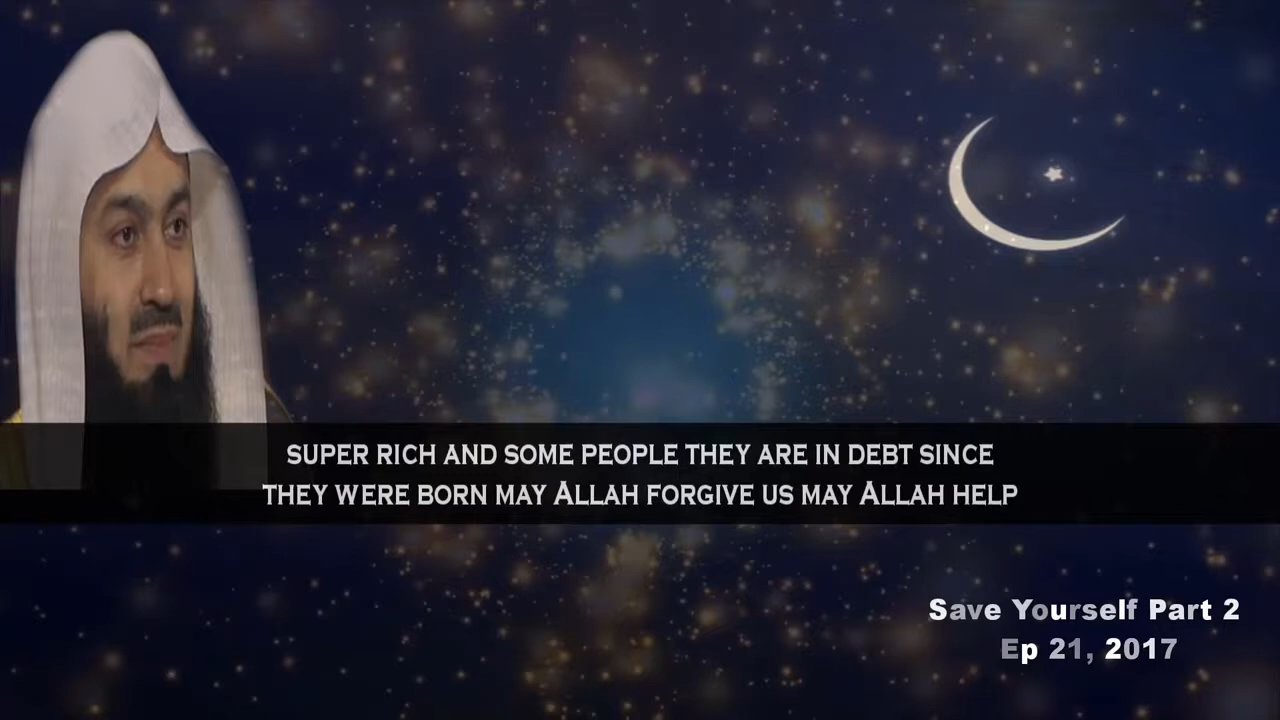 SUPER RICH AND SOME PEOPLE THEY ARE IN DEBT SINCE
THEY WERE BORN MAY ALLAH FORGIVE US MAY ALLAH HELP
Save Yourself Part 2
Ep 21, 2017